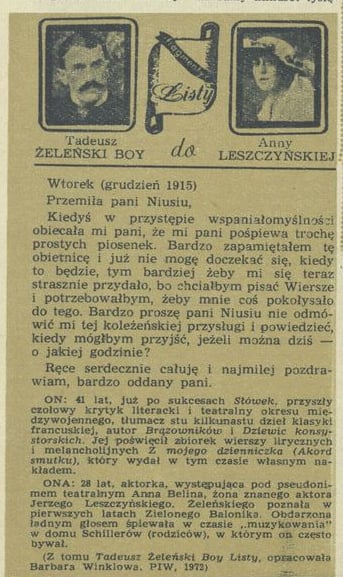 Fragmenty
Listy
Tadeusz
ŻELEŃSKI BOY
do
Anny
LESZCZYŃSKIEJ
Wtorek (grudzień 1915)
Przemiła pani Niusiu,
Kiedyś w przystępie wspaniałomyślności
obiecała mi pani, że mi pani pośpiewa trochę
prostych piosenek. Bardzo zapamiętałem tę
obietnicę i już nie mogę doczekać się, kiedy
to będzie, tym bardziej żeby mi się teraz
strasznie przydało, bo chciałbym pisać Wiersze
i potrzebowałbym, żeby mnie coś pokołysało
do tego. Bardzo proszę pani Niusiu nie odmó-
wić mi tej koleżeńskiej przysługi i powiedzieć,
kiedy mógłbym przyjść, jeżeli można dziś —
o jakiej godzinie?
Ręce serdecznie całuję i najmilej pozdra-
wiam, bardzo oddany pani.
ON: 41 lat, już po sukcesach Słówek, przyszły
czołowy krytyk literacki i teatralny okresu mię-
dzywojennego, tłumacz stu kilkunastu dzieł klasyki
francuskiej, autor Brązowników i Dziewic konsy-
storskich. Jej poświęcił zbiorek wierszy lirycznych
i melancholijnych Z mojego dzienniczka (Akord
smutku), który wydał w tym czasie własnym na-
kładem.
ONA: 28 lat, aktorka, występująca pod pseudoni-
mem teatralnym Anna Belina, żona znanego aktora
Jerzego Leszczyńskiego. Żeleńskiego poznała w
pierwszych latach Zielonego Balonika. Obdarzona
ładnym głosem śpiewała w czasie „muzykowania"
w domu Schillerów (rodziców), w którym on często
bywał.
(Z tomu Tadeusz Żeleński Boy Listy, opracowała
Barbara Winklowa. PIW, 1972)